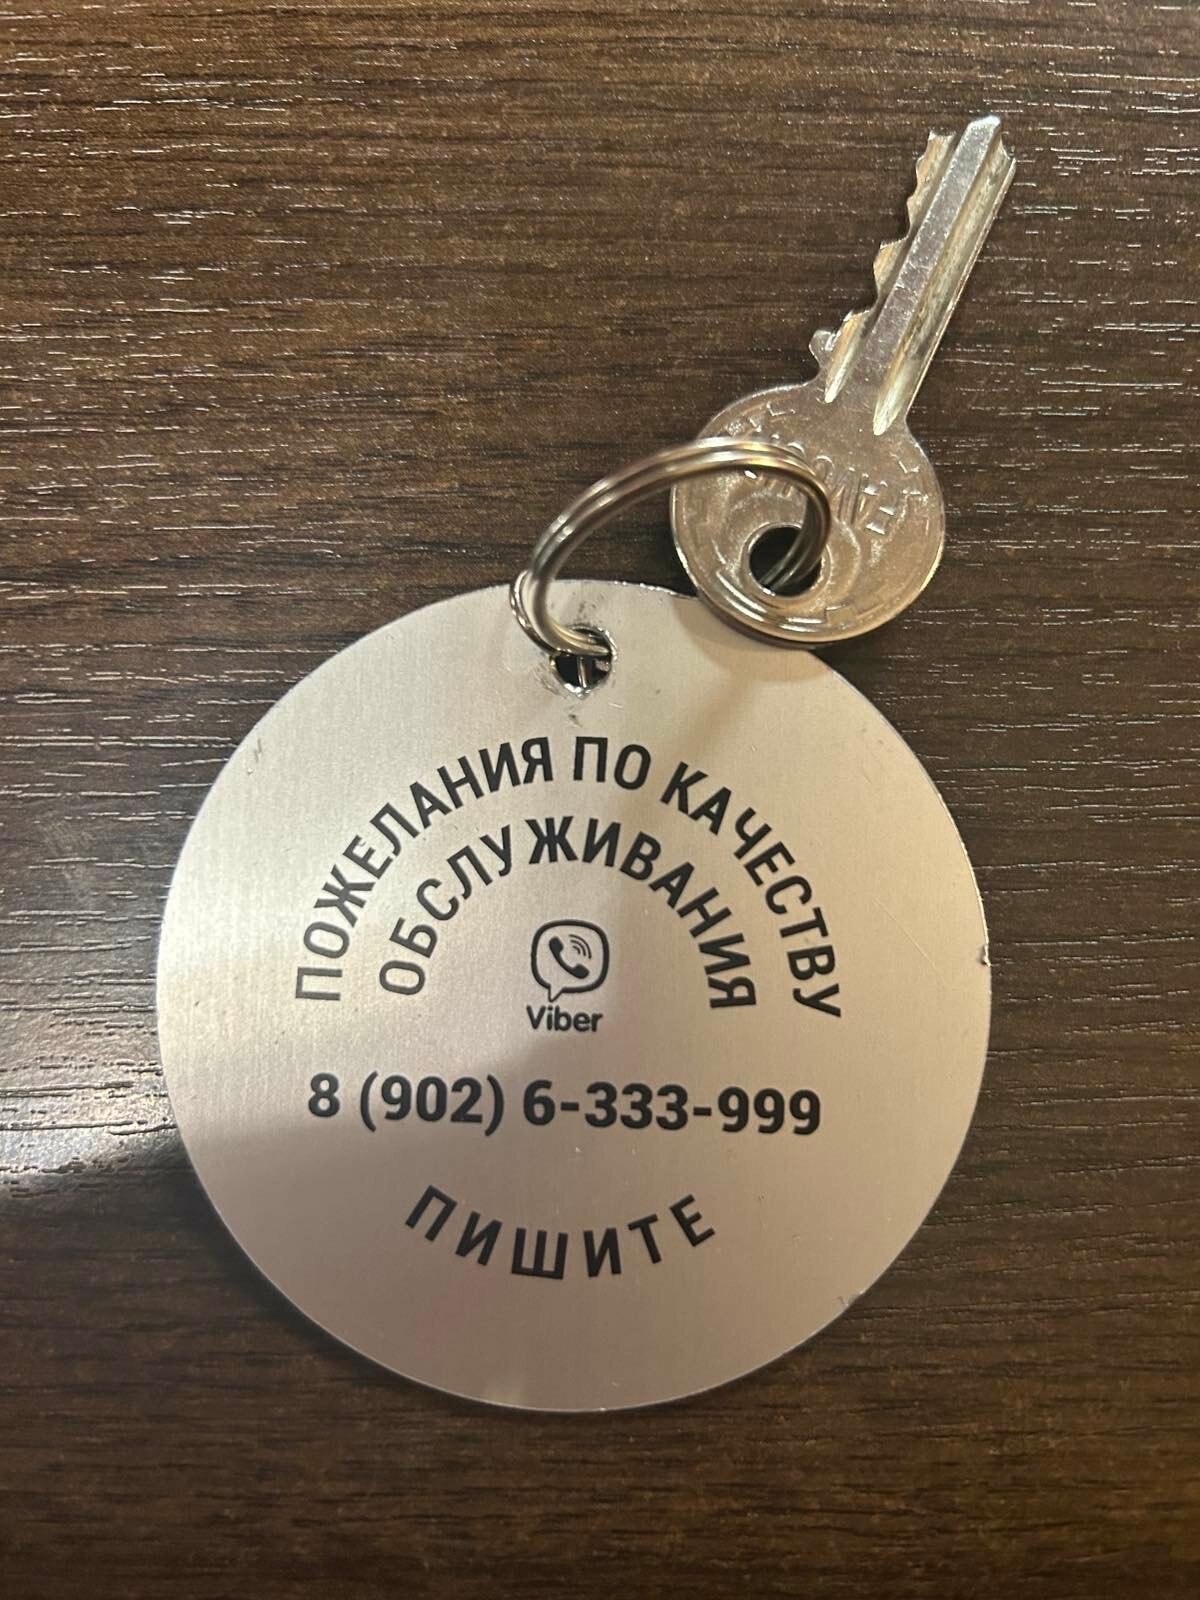 ПОЖЕЛАНИЯ ПО КАЧЕСТВУ
ОБСЛУЖИВАНИЯ
Viber
8 (902) 6-333-999
ПИШИТЕ